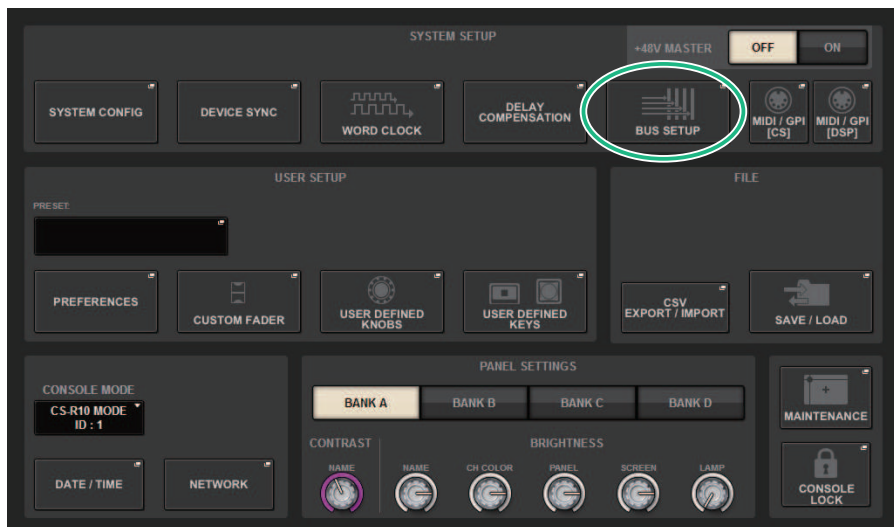 SYSTEM SETUP
+48V MASTER
OFF
ON
SYSTEM CONFIG
DEVICE SYNC
WORD CLOCK
DELAY
COMPENSATION
BUS SETUP
MIDI / GPI
[CS]
MIDI / GPI
[DSP]
USER SETUP
PRESET
PREFERENCES
CUSTOM FADER
USER DEFINED
KNOBS
USER DEFINED
KEYS
FILE
CSV
EXPORT / IMPORT
SAVE / LOAD
CONSOLE MODE
CS-R10 MODE
ID : 1
DATE / TIME
NETWORK
PANEL SETTINGS
BANK A
BANK B
BANK C
BANK D
CONTRAST
BRIGHTNESS
NAME
NAME
CH COLOR
PANEL
SCREEN
LAMP
MAINTENANCE
CONSOLE
LOCK